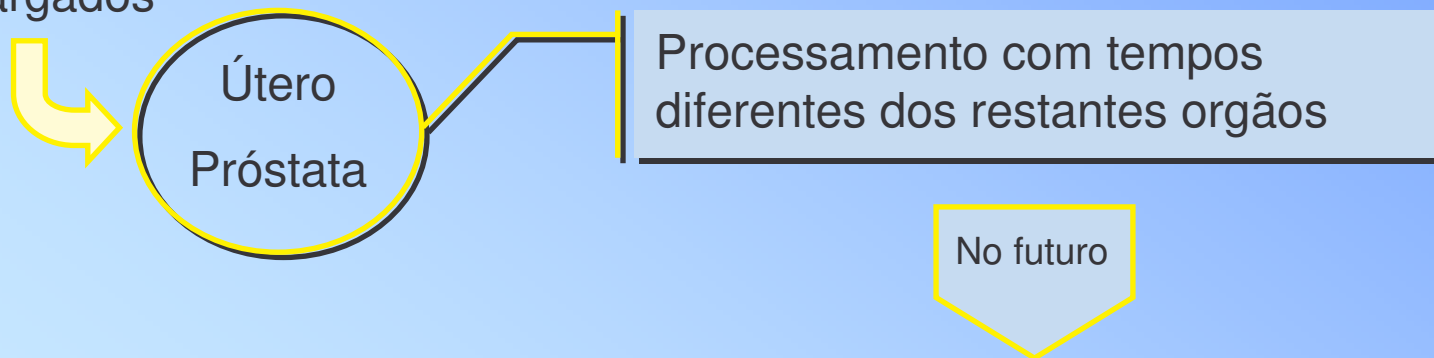 Útero
Próstata
Processamento com tempos
diferentes dos restantes orgãos
No futuro